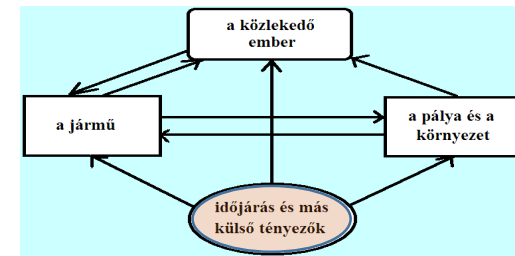 a közlekedő
ember
a jármű
a pálya és a
környezet
időjárás és más
külső tényezők